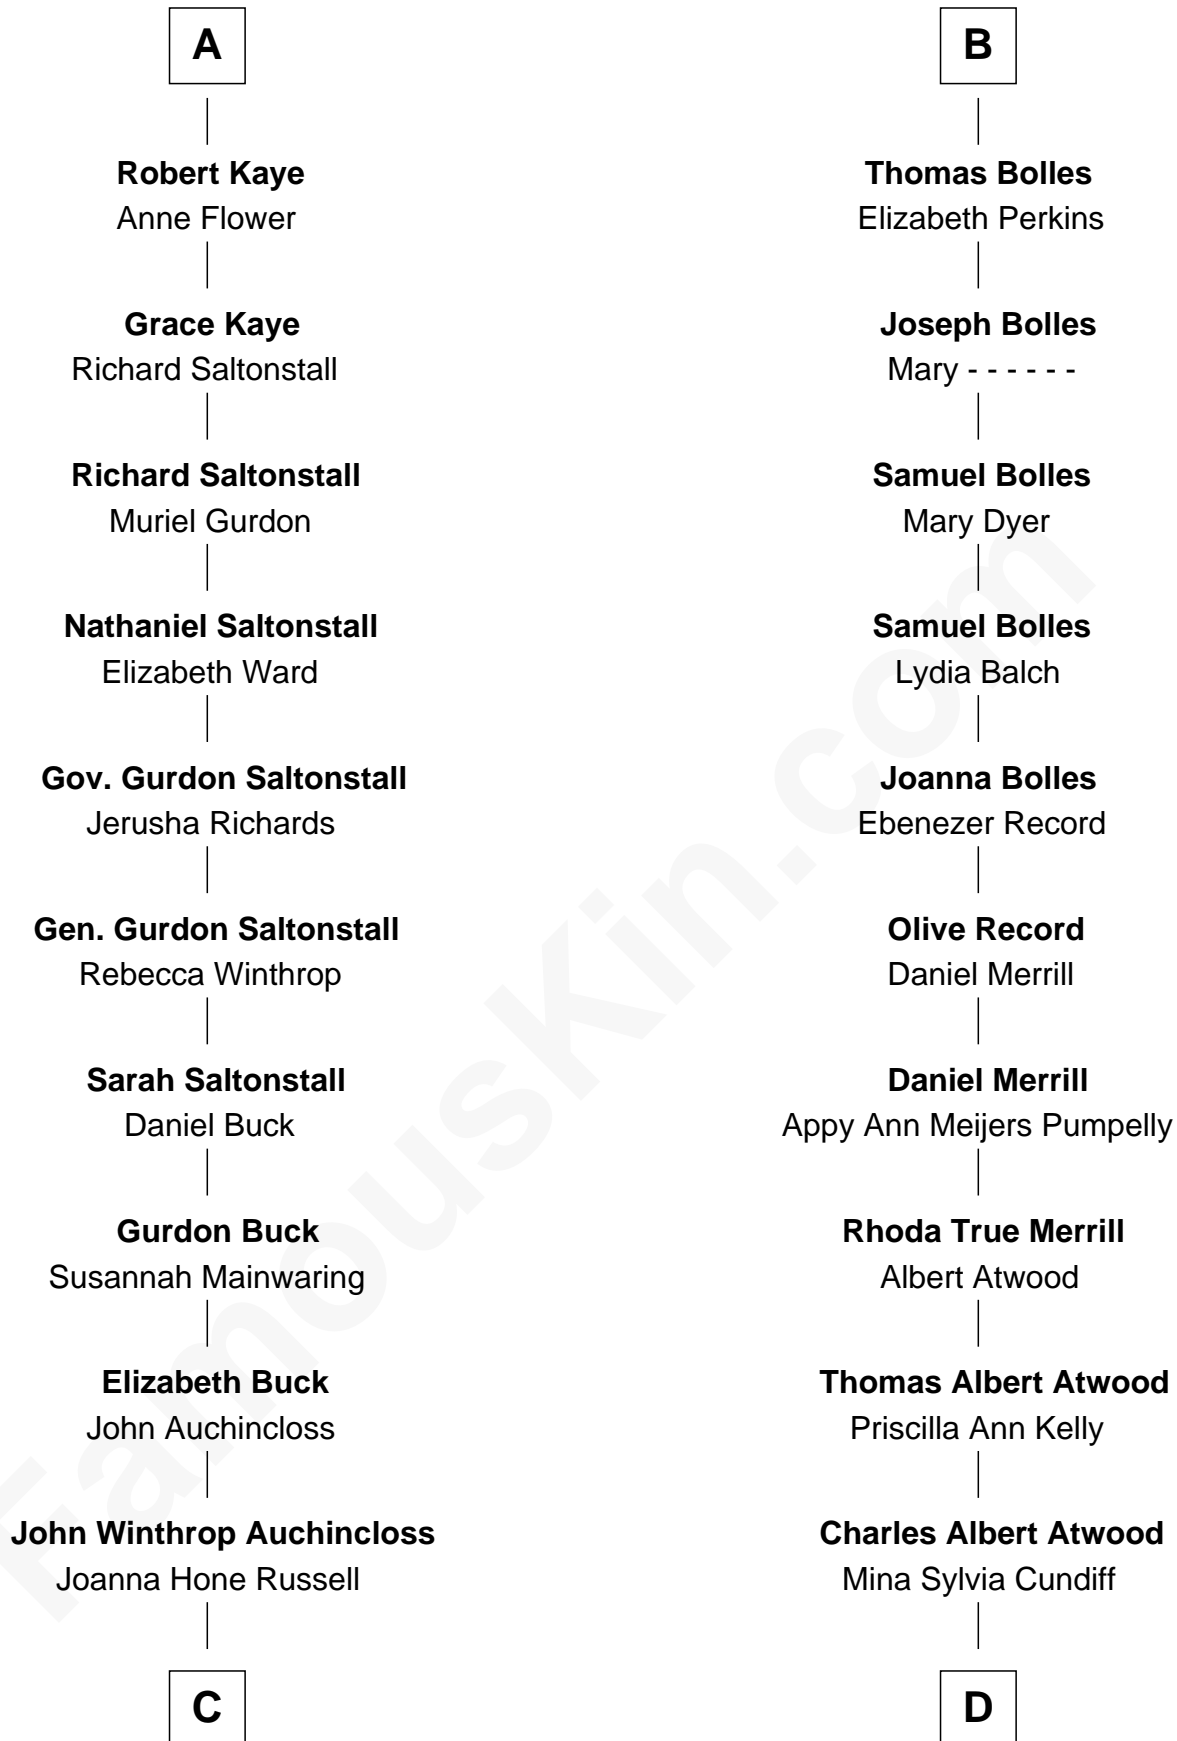 A
Robert Kaye
Anne Flower
Grace Kaye
Richard Saltonstall
Richard Saltonstall
Muriel Gurdon
Nathaniel Saltonstall
Elizabeth Ward
Gov. Gurdon Saltonstall
Jerusha Richards
Gen. Gurdon Saltonstall
Rebecca Winthrop
Sarah Saltonstall
Daniel Buck
Gurdon Buck
Susannah Mainwaring
Elizabeth Buck
John Auchincloss
John Winthrop Auchincloss
Joanna Hone Russell
C
B
Thomas Bolles
Elizabeth Perkins
Joseph Bolles
Mary - - - - - -
Samuel Bolles
Mary Dyer
Samuel Bolles
Lydia Balch
Joanna Bolles
Ebenezer Record
Olive Record
Daniel Merrill
Daniel Merrill
Appy Ann Meijers Pumpelly
Rhoda True Merrill
Albert Atwood
Thomas Albert Atwood
Priscilla Ann Kelly
Charles Albert Atwood
Mina Sylvia Cundiff
D
FamousKin.com